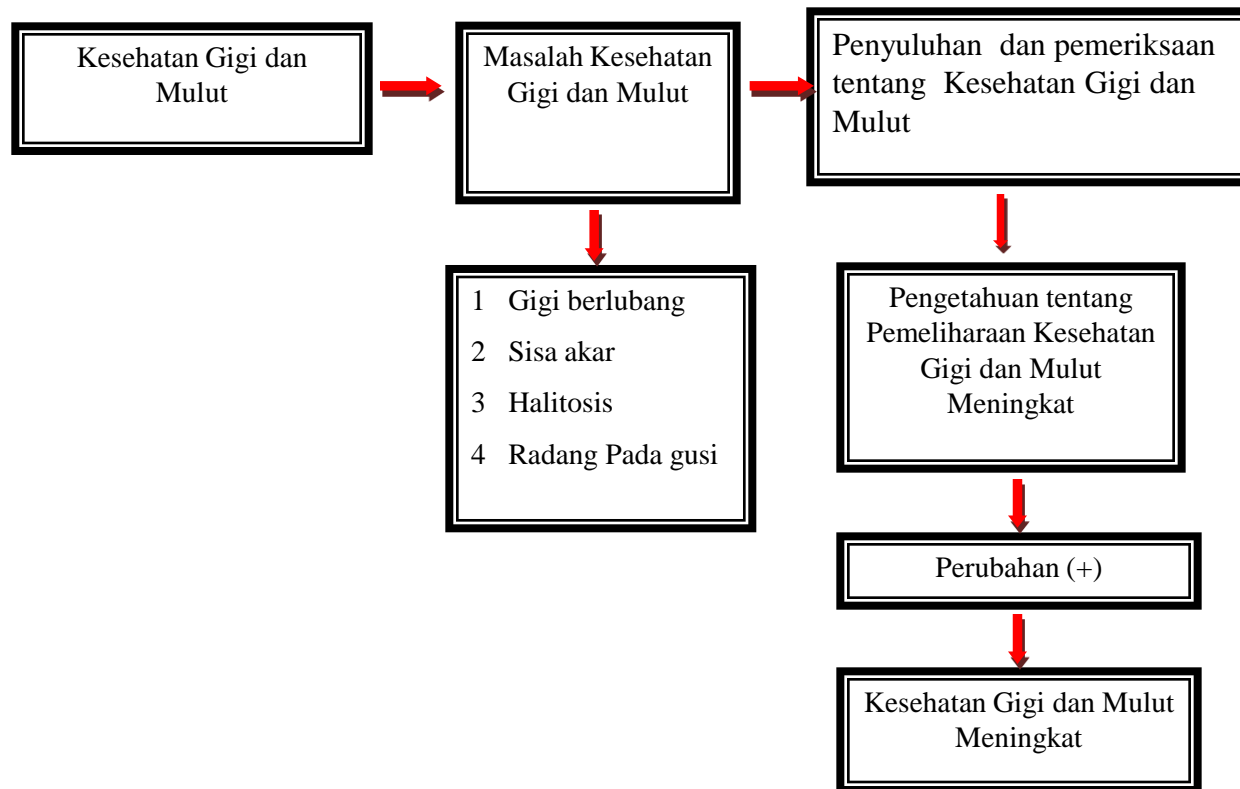 Kesehatan Gigi dan
Mulut
Masalah Kesehatan
Gigi dan Mulut
Penyuluhan dan pemeriksaan
tentang Kesehatan Gigi dan
Mulut
1 Gigi berlubang
2 Sisa akar
3 Halitosis
4 Radang Pada gusi
Pengetahuan tentang
Pemeliharaan Kesehatan
Gigi dan Mulut
Meningkat
Perubahan (+)
Kesehatan Gigi dan Mulut
Meningkat